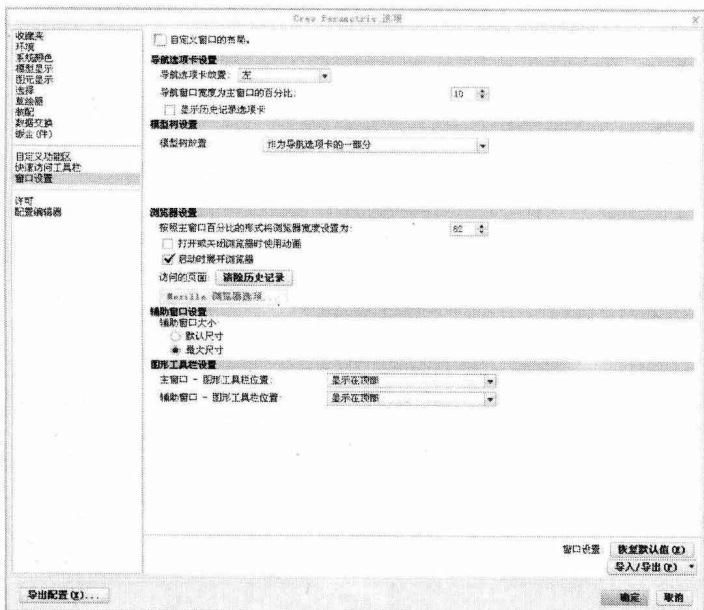 Creo Parametric 选项
收藏夹
环境
系统颜色
模型显示
图元显示
选择
草绘器
装配
数据交换
钣金(件)
自定义功能区
快速访问工具栏
窗口设置
许可
配置编辑器
自定义窗口的布局。
导航选项卡设置
导航选项卡放置: 左
导航窗口宽度为主窗口的百分比: 10
显示历史记录选项卡
模型树设置
模型树放置 作为导航选项卡的一部分
浏览器设置
按照主窗口百分比的形式将浏览器宽度设置为: 62
打开或关闭浏览器时使用动画
启动时展开浏览器
访问的页面: 清除历史记录
Mozilla 浏览器选项...
辅助窗口设置
辅助窗口大小
默认尺寸
最大尺寸
图形工具栏设置
主窗口 - 图形工具栏位置: 显示在顶部
辅助窗口 - 图形工具栏位置: 显示在顶部
窗口设置: 恢复默认值(R)
导入/导出(P)
导出配置(X)...
确定 取消